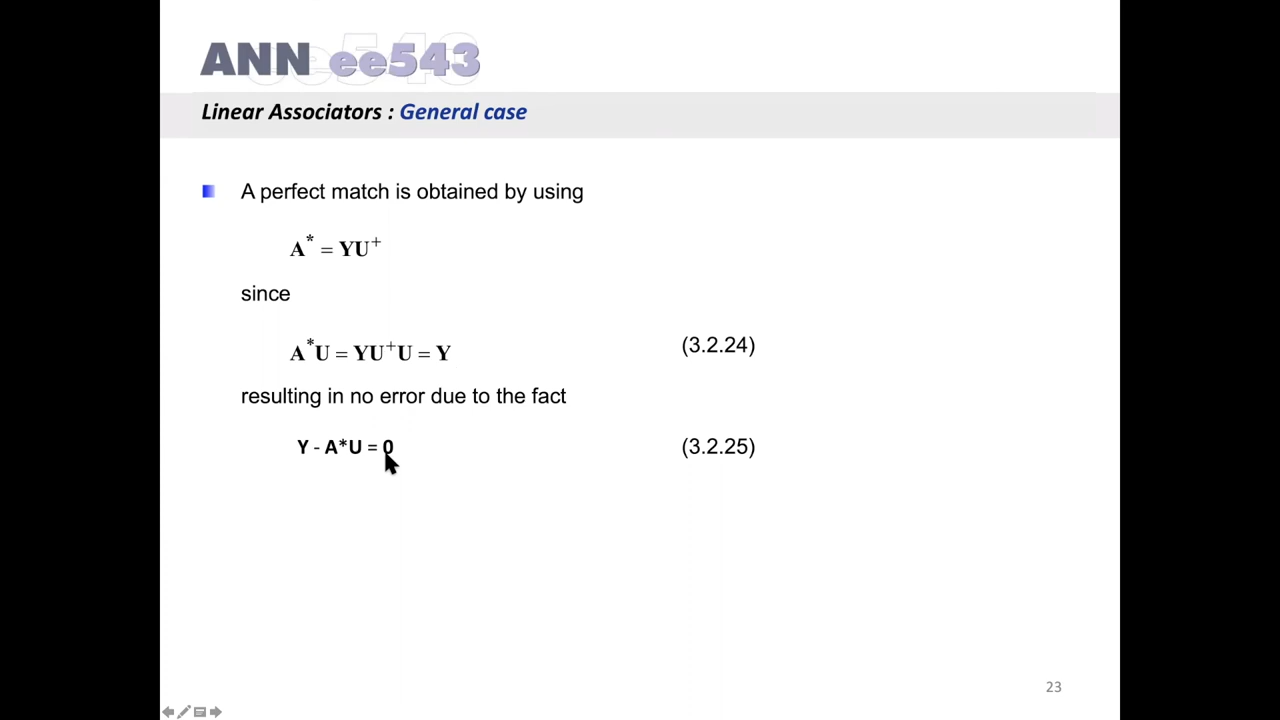 ANN ee543
Linear Associators : General case
A perfect match is obtained by using
A* = YU⁺
since
A*U = YU⁺U = Y (3.2.24)
resulting in no error due to the fact
Y - A*U = 0 (3.2.25)
23